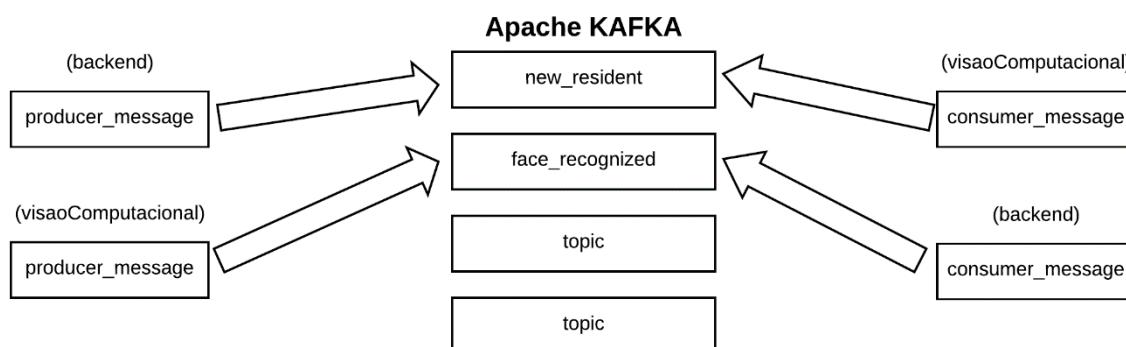 Apache KAFKA
(backend)
producer_message
(visaoComputacional)
producer_message
new_resident
face_recognized
topic
topic
(visaoComputacional)
consumer_message
(backend)
consumer_message